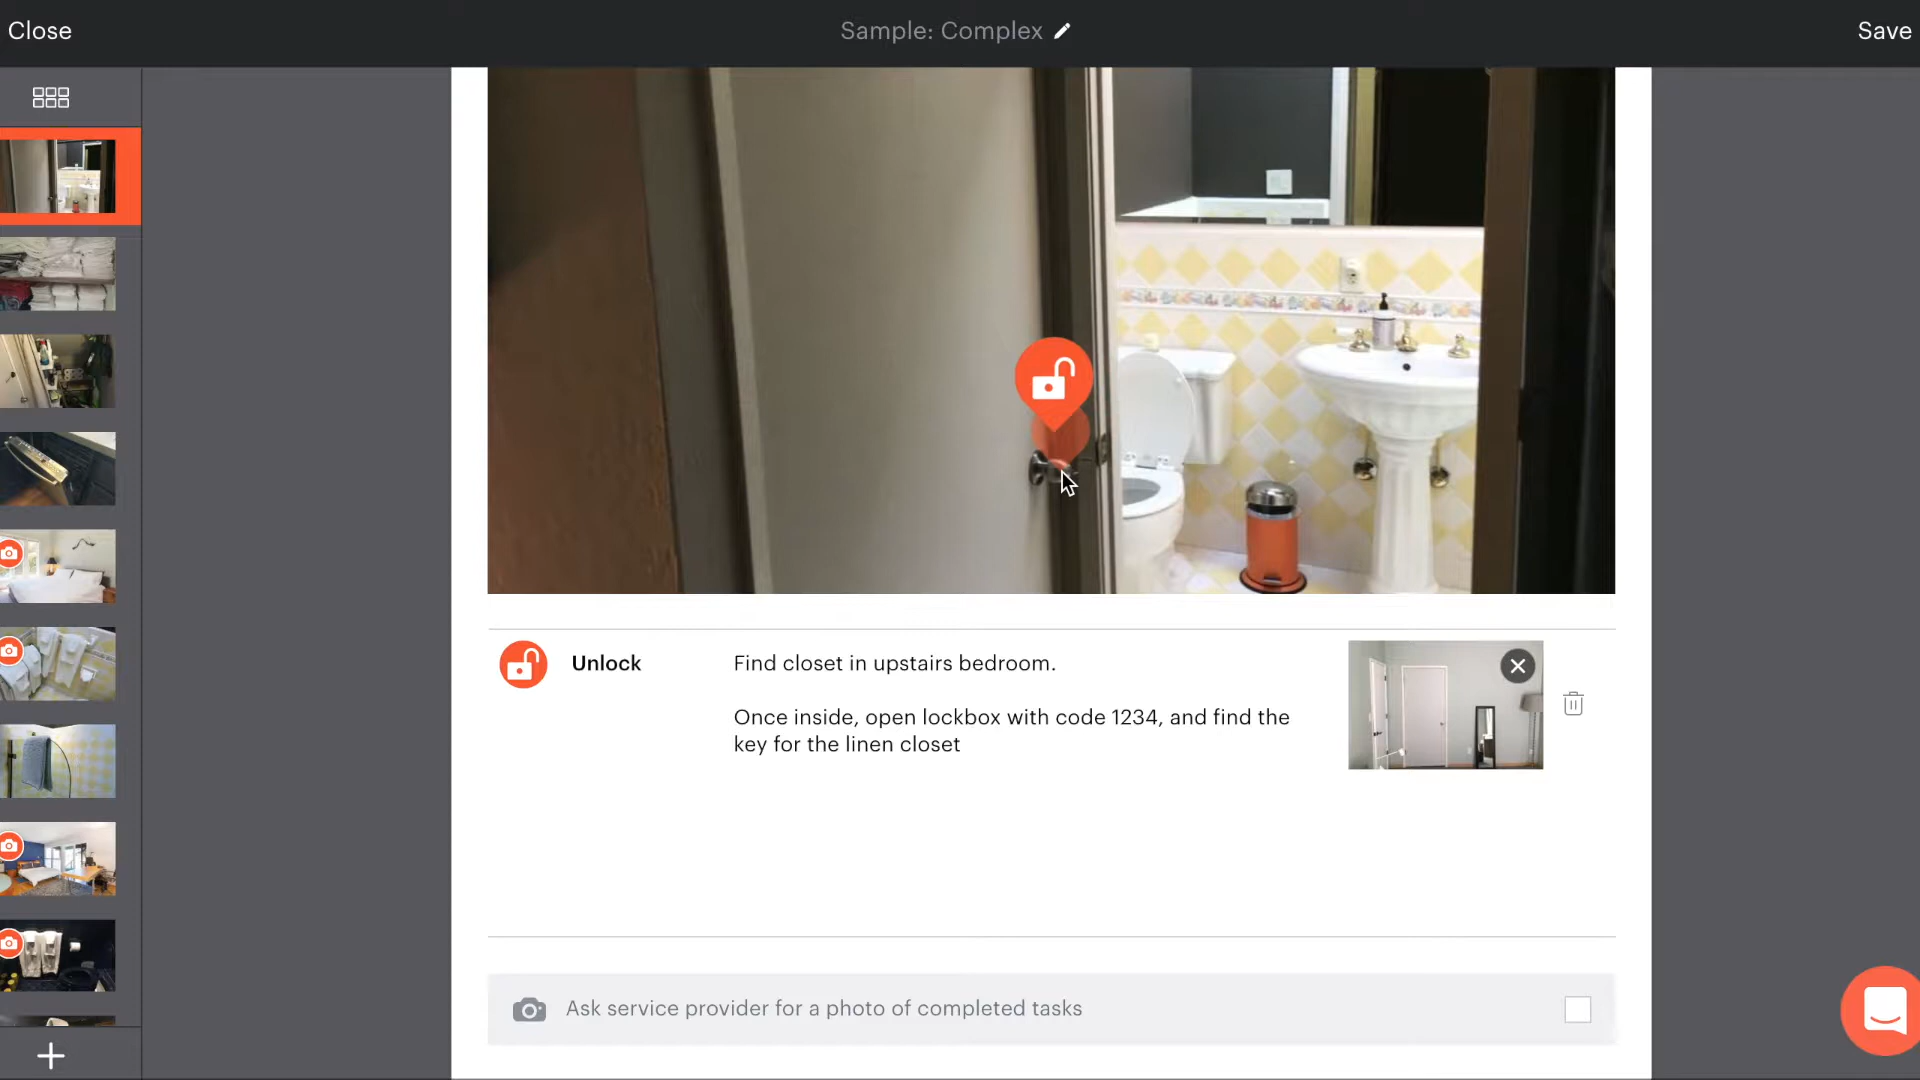 Close
Sample: Complex
Save
Unlock
Find closet in upstairs bedroom.
Once inside, open lockbox with code 1234, and find the
key for the linen closet
Ask service provider for a photo of completed tasks